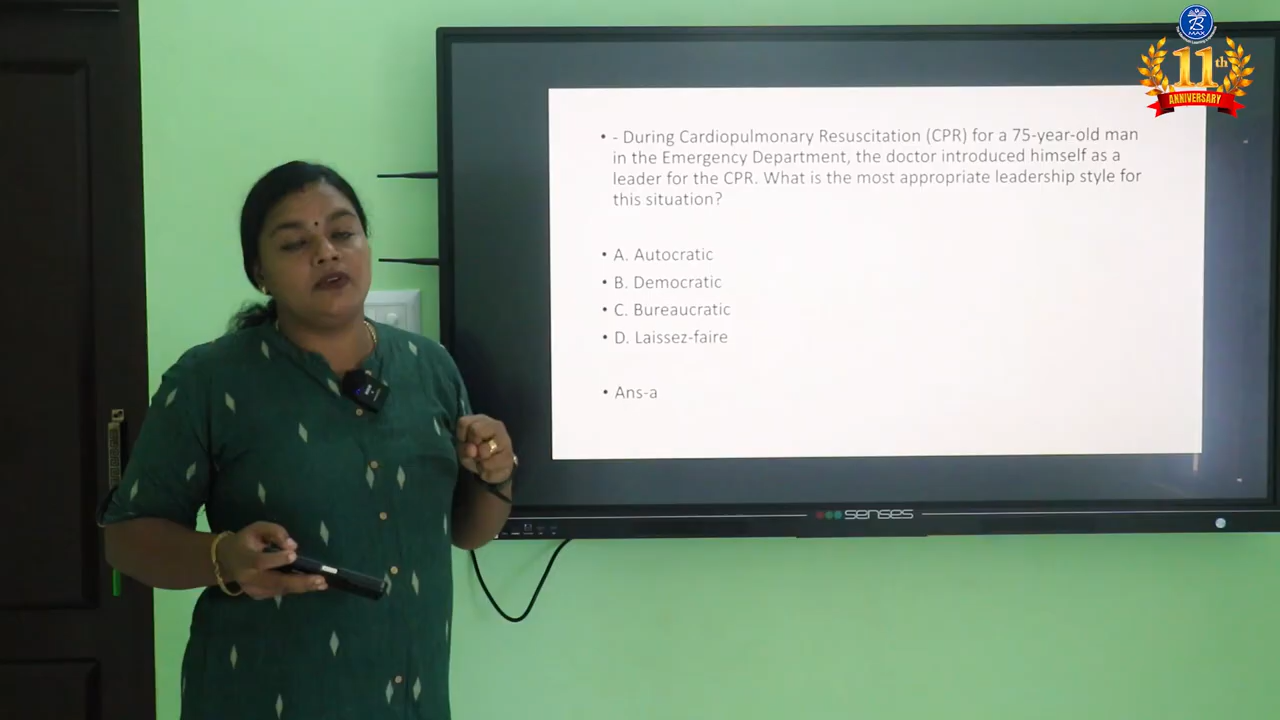 • - During Cardiopulmonary Resuscitation (CPR) for a 75-year-old man
in the Emergency Department, the doctor introduced himself as a
leader for the CPR. What is the most appropriate leadership style for
this situation?
• A. Autocratic
• B. Democratic
• C. Bureaucratic
• D. Laissez-faire
• Ans-a
senses
B
MAX
11th
ANNIVERSARY